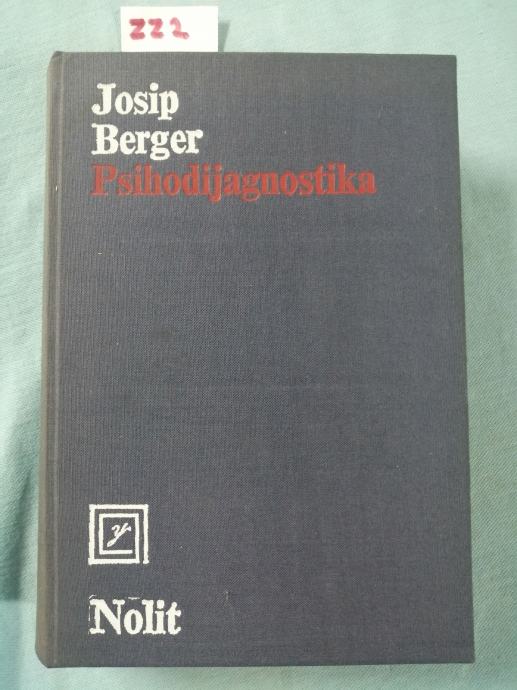 ZZ2
Josip
Berger
Psihodijagnostika
Nolit